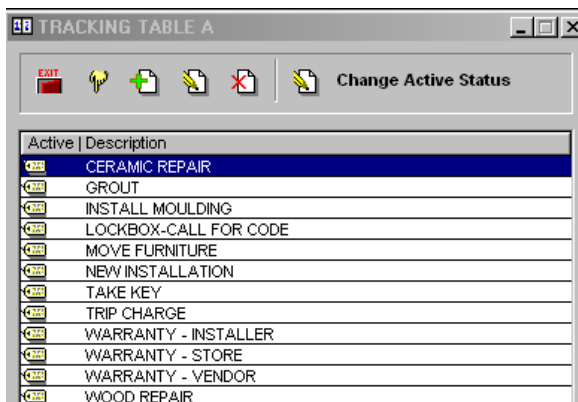 TRACKING TABLE A
EXIT
Change Active Status
Active | Description
CERAMIC REPAIR
GROUT
INSTALL MOULDING
LOCKBOX-CALL FOR CODE
MOVE FURNITURE
NEW INSTALLATION
TAKE KEY
TRIP CHARGE
WARRANTY - INSTALLER
WARRANTY - STORE
WARRANTY - VENDOR
WOOD REPAIR